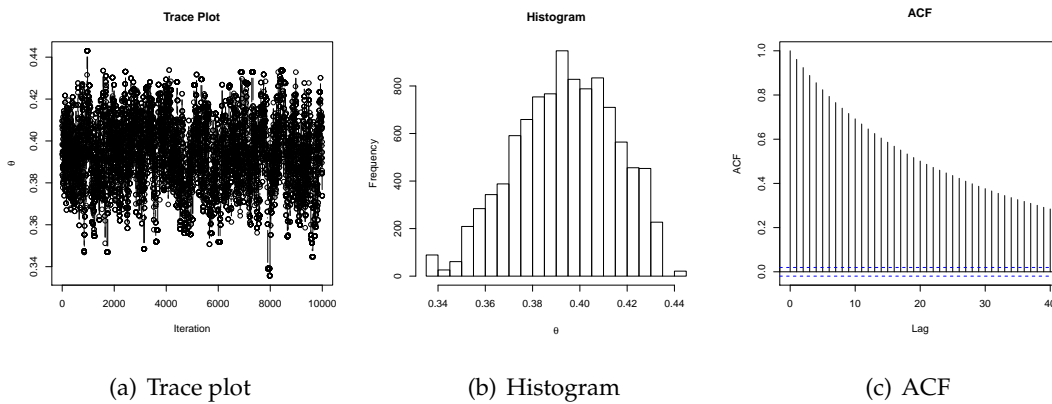 Trace Plot
0.44
0.42
0.40
0.38
0.36
0.34
θ
0 2000 4000 6000 8000 10000
Iteration
(a) Trace plot
Histogram
800
600
400
200
0
Frequency
0.34 0.36 0.38 0.40 0.42 0.44
θ
(b) Histogram
ACF
1.0
0.8
0.6
0.4
0.2
0.0
ACF
0 10 20 30 40
Lag
(c) ACF